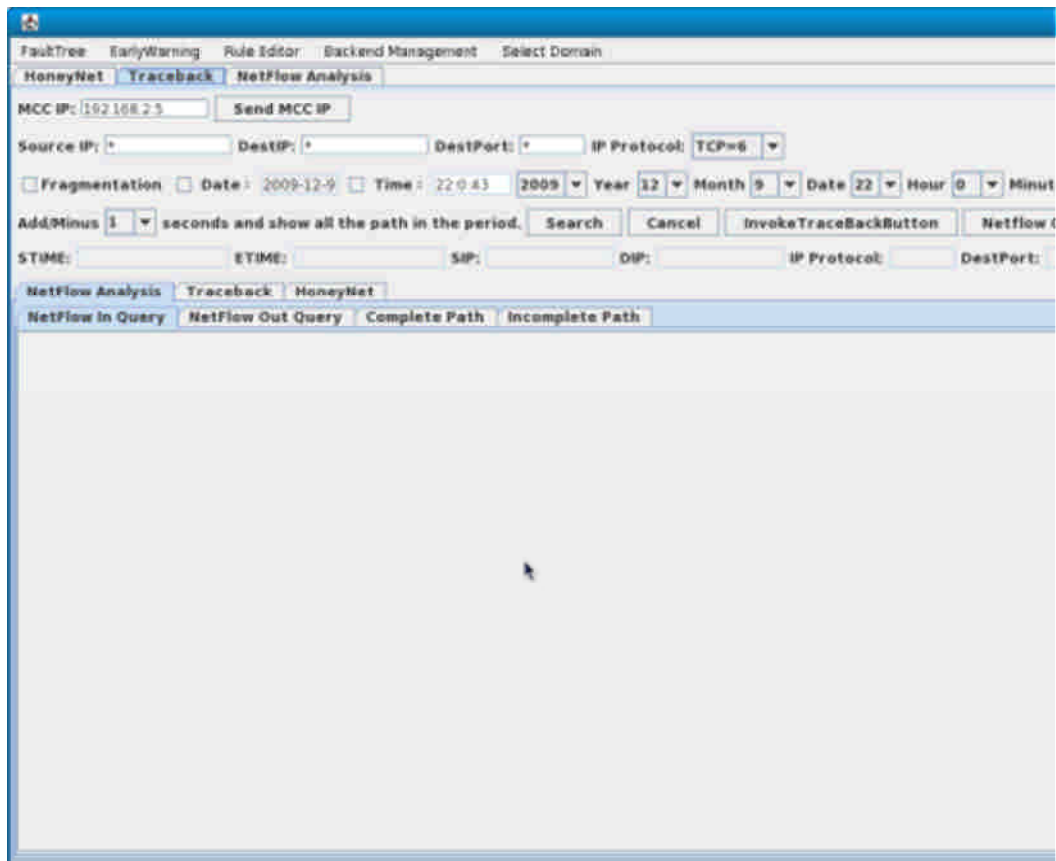 FaultTree EarlyWarning Rule Editor Backend Management Select Domain
HoneyNet Traceback NetFlow Analysis
MCC IP: 192.168.2.5 Send MCC IP
Source IP: * DestIP: * DestPort: * IP Protocol: TCP=6
Fragmentation Date : 2009-12-9 Time : 22:0:43 2009 Year 12 Month 9 Date 22 Hour 0 Minut
Add/Minus seconds and show all the path in the period. Search Cancel InvokeTraceBackButton Netflow
STIME: ETIME: SIP: DIP: IP Protocol: DestPort:
NetFlow Analysis Traceback HoneyNet
NetFlow In Query NetFlow Out Query Complete Path Incomplete Path